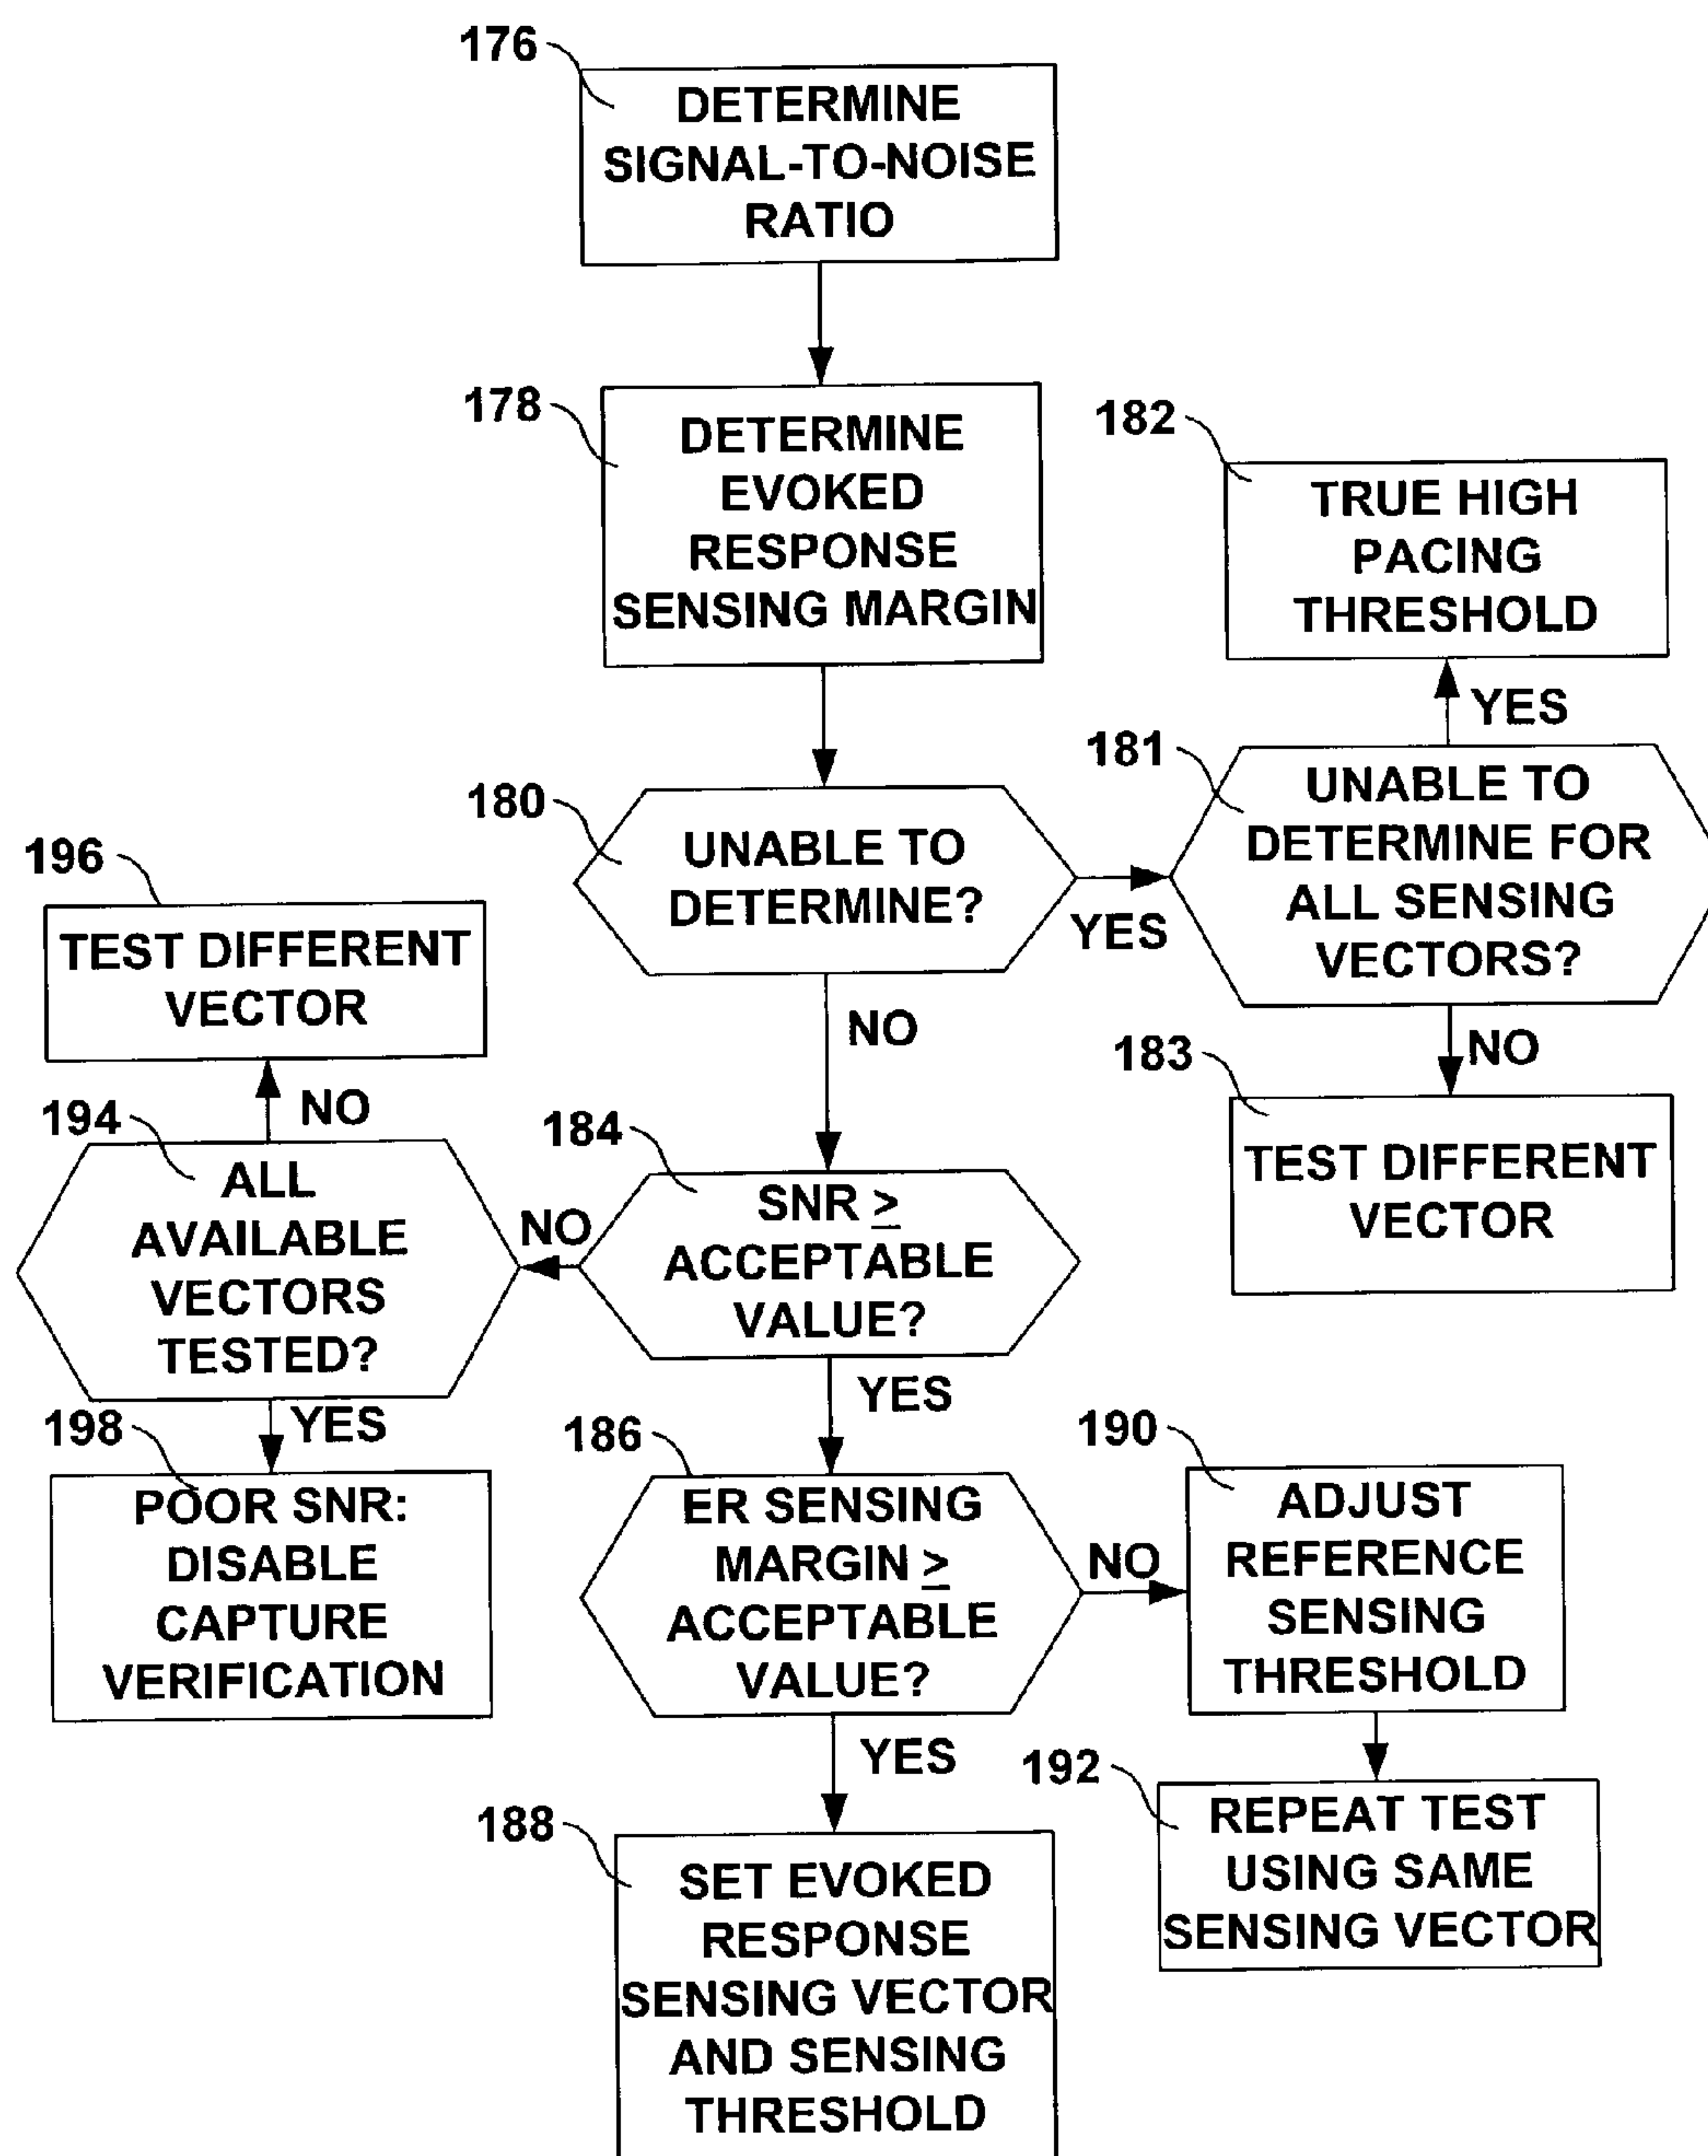 176
DETERMINE
SIGNAL-TO-NOISE
RATIO
178
DETERMINE
EVOKED
RESPONSE
SENSING MARGIN
182
TRUE HIGH
PACING
THRESHOLD
YES
180
UNABLE TO
DETERMINE?
YES
181
UNABLE TO
DETERMINE FOR
ALL SENSING
VECTORS?
NO
NO
183
TEST DIFFERENT
VECTOR
196
TEST DIFFERENT
VECTOR
NO
194
ALL
AVAILABLE
VECTORS
TESTED?
NO
184
SNR ≥
ACCEPTABLE
VALUE?
YES
YES
198
POOR SNR:
DISABLE
CAPTURE
VERIFICATION
186
ER SENSING
MARGIN ≥
ACCEPTABLE
VALUE?
NO
190
ADJUST
REFERENCE
SENSING
THRESHOLD
YES
192
REPEAT TEST
USING SAME
SENSING VECTOR
188
SET EVOKED
RESPONSE
SENSING VECTOR
AND SENSING
THRESHOLD